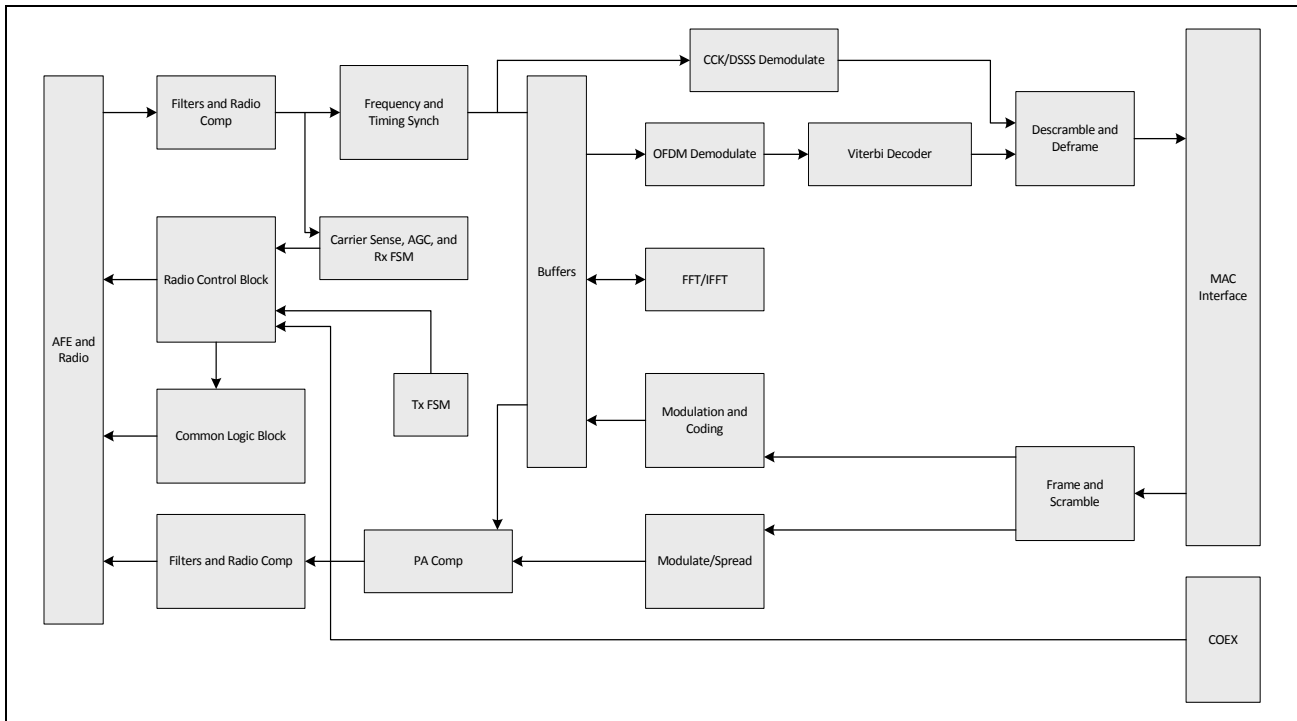 CCK/DSSS Demodulate
Filters and Radio
Comp
Frequency and
Timing Synch
Descramble and
Deframe
OFDM Demodulate
Viterbi Decoder
Carrier Sense, AGC, and
Rx FSM
Radio Control Block
Buffers
FFT/IFFT
MAC
Interface
AFE and
Radio
Tx FSM
Modulation and
Coding
Common Logic Block
Frame and
Scramble
Filters and Radio Comp
PA Comp
Modulate/Spread
COEX